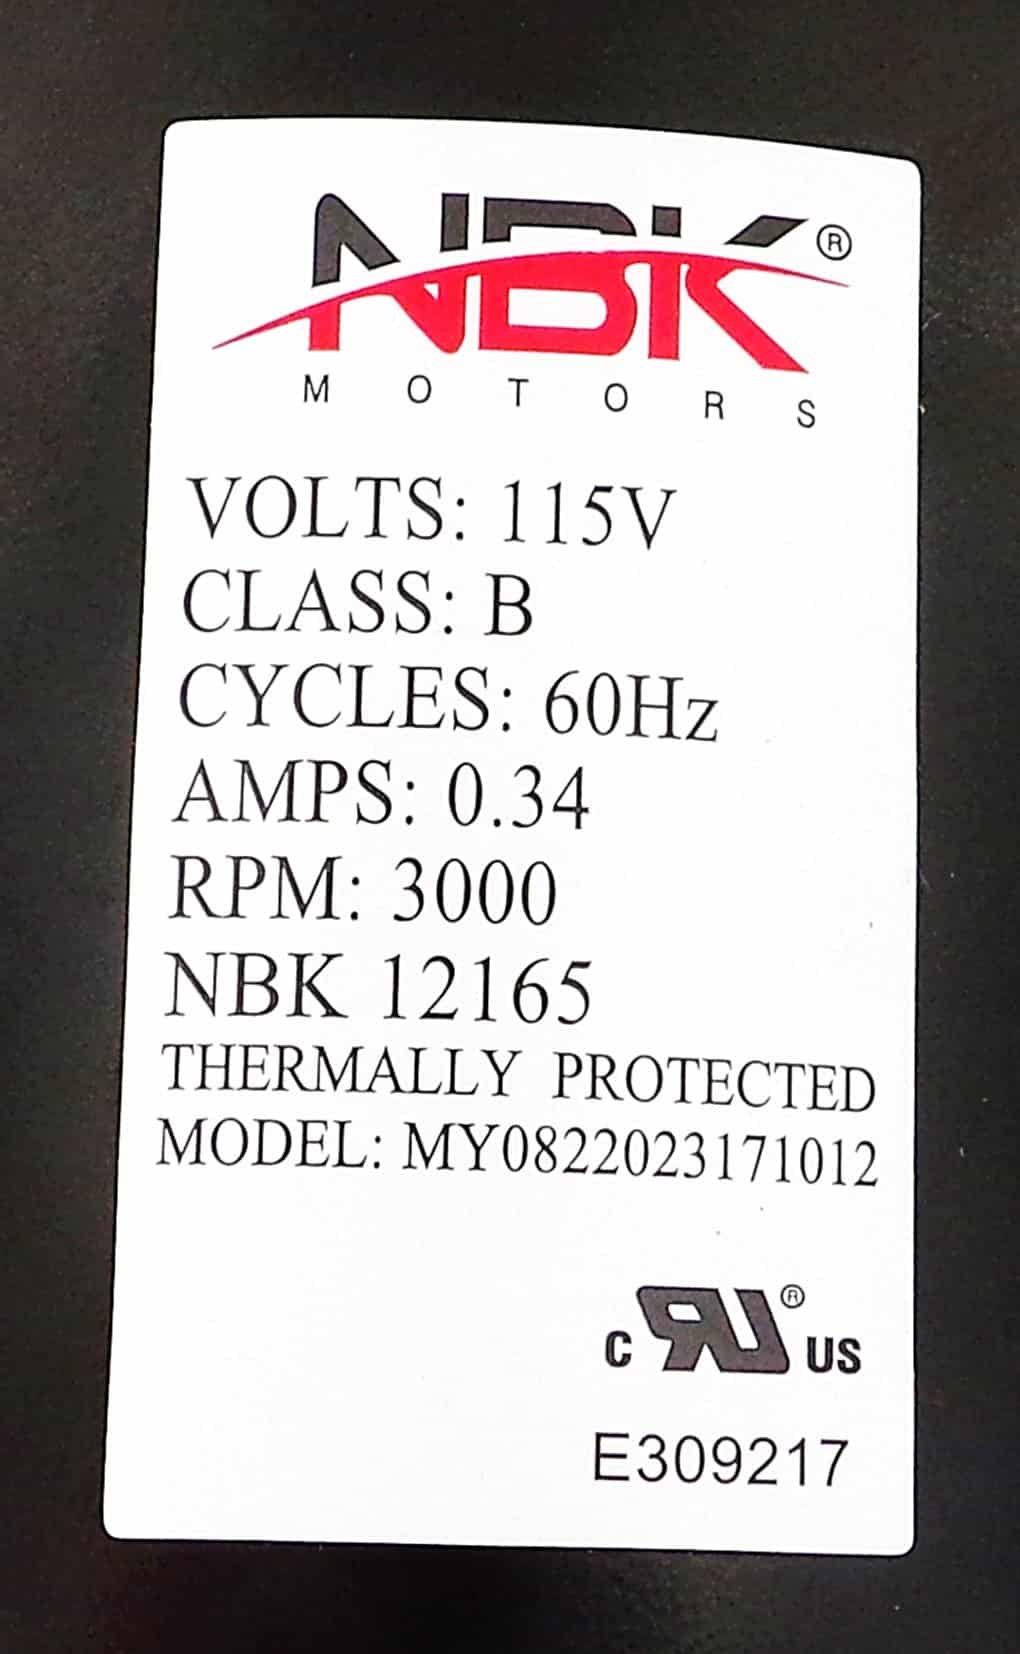 NBK®
MOTORS
VOLTS: 115V
CLASS: B
CYCLES: 60Hz
AMPS: 0.34
RPM: 3000
NBK 12165
THERMALLY PROTECTED
MODEL: MY0822023171012
C RU® US
E309217